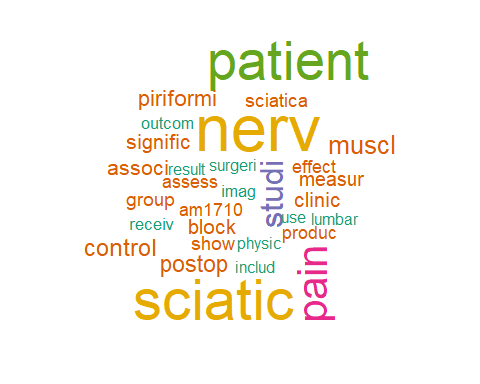 patient
piriformi sciatica
outcom nerv
signific muscl
associ result surgeri studi effect
assess imag measur
group am1710 use clinic
receiv block lumbar
control show physic produc
postop includ pain
sciatic